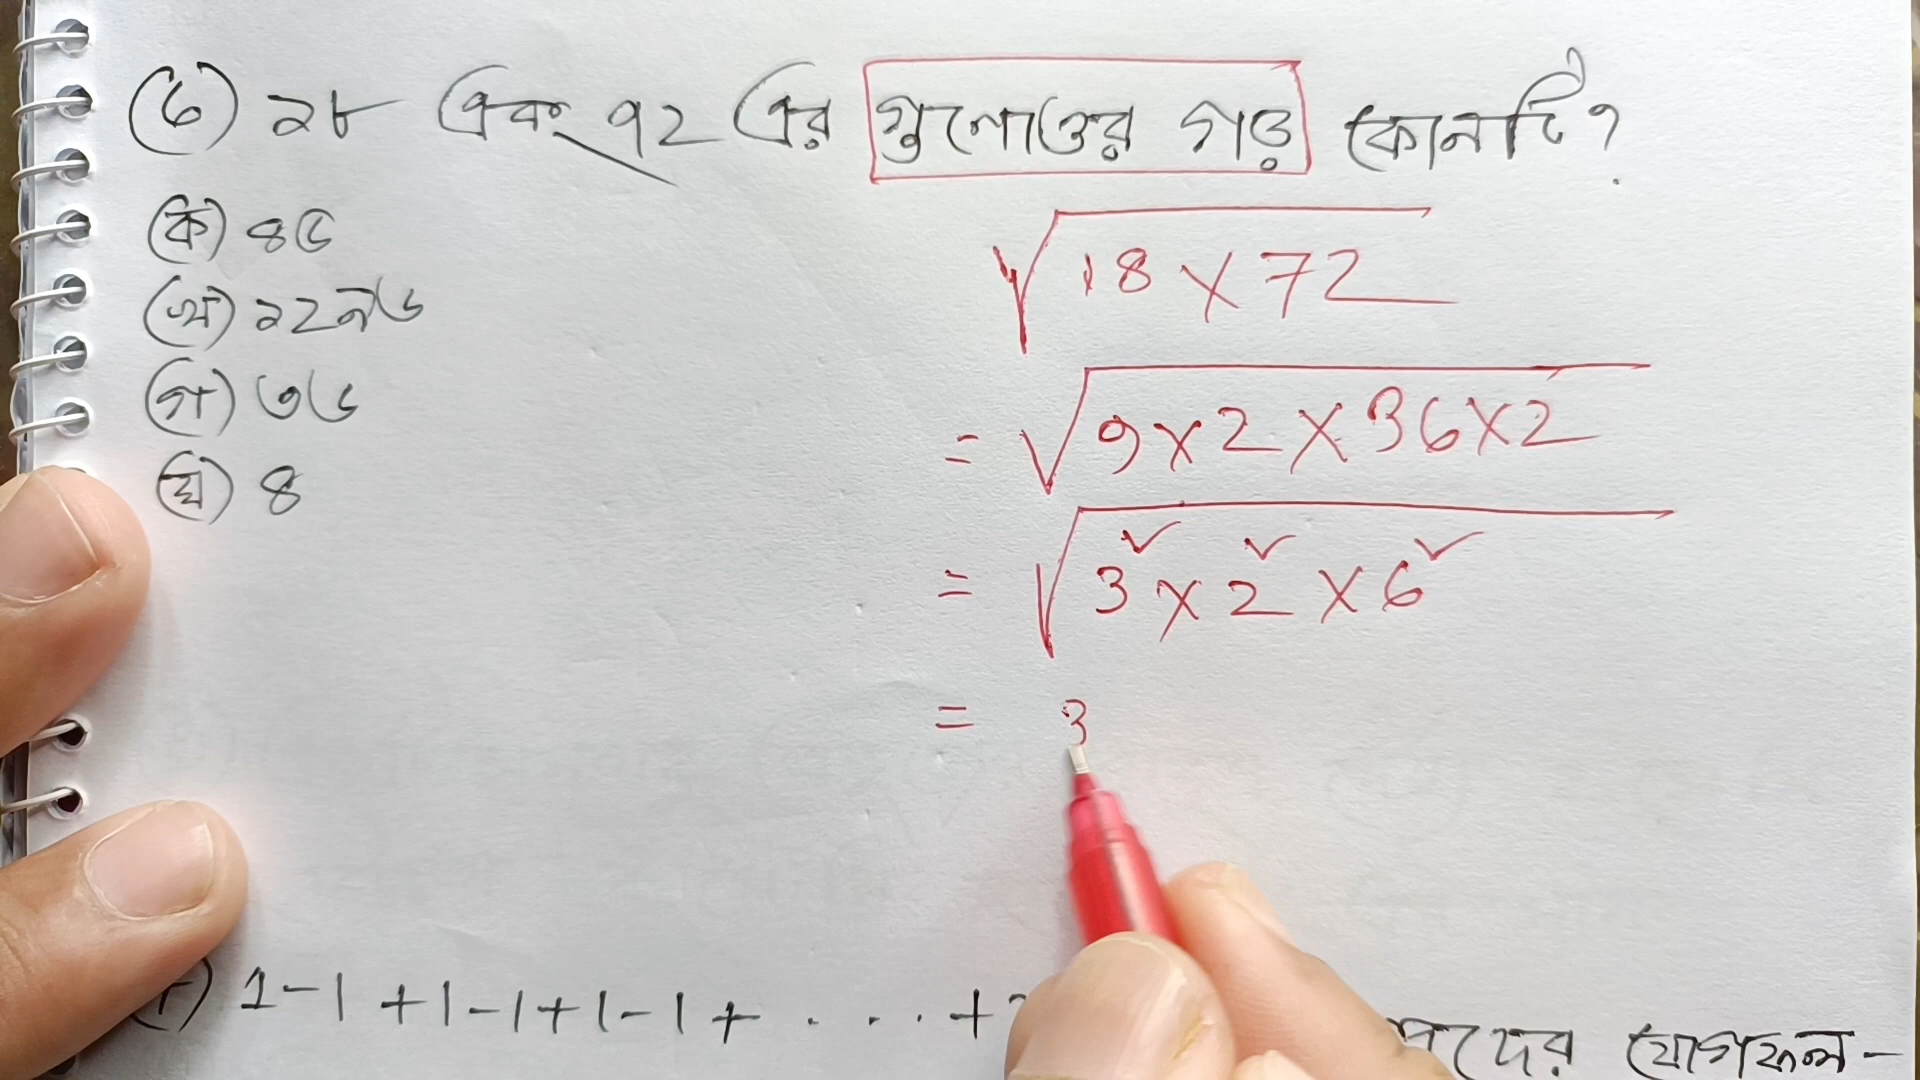 (৬) ১৮ এবং ৭২ এর গুনোত্তর গড় কোনটি?
(ক) ৪৫
(খ) ১২৯৬
(গ) ৩৬
(ঘ) ৪
√18 × 72
= √9 × 2 × 36 × 2
= √3² × 2² × 6²
= 3
1-1+1-1+1-1+ . . . . + পদের যোগফল-